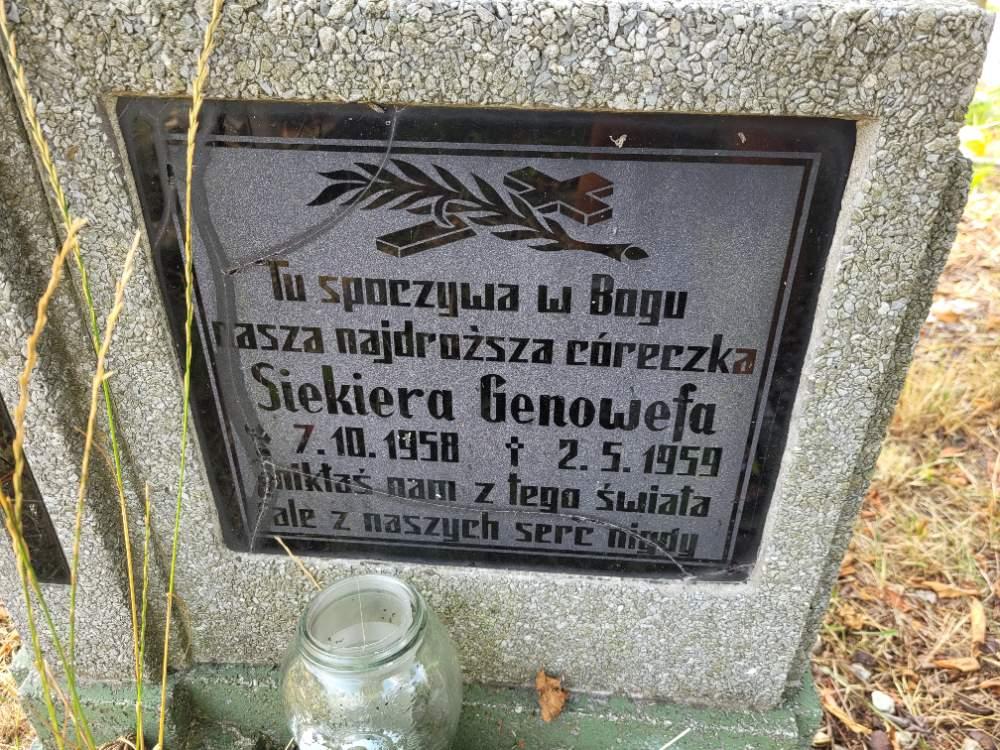 Tu spoczywa w Bogu
nasza najdroższa córeczka
Siekiera Genowefa
* 7.10.1958 † 2.5.1959
Znikłaś nam z tego świata
ale z naszych serc nigdy